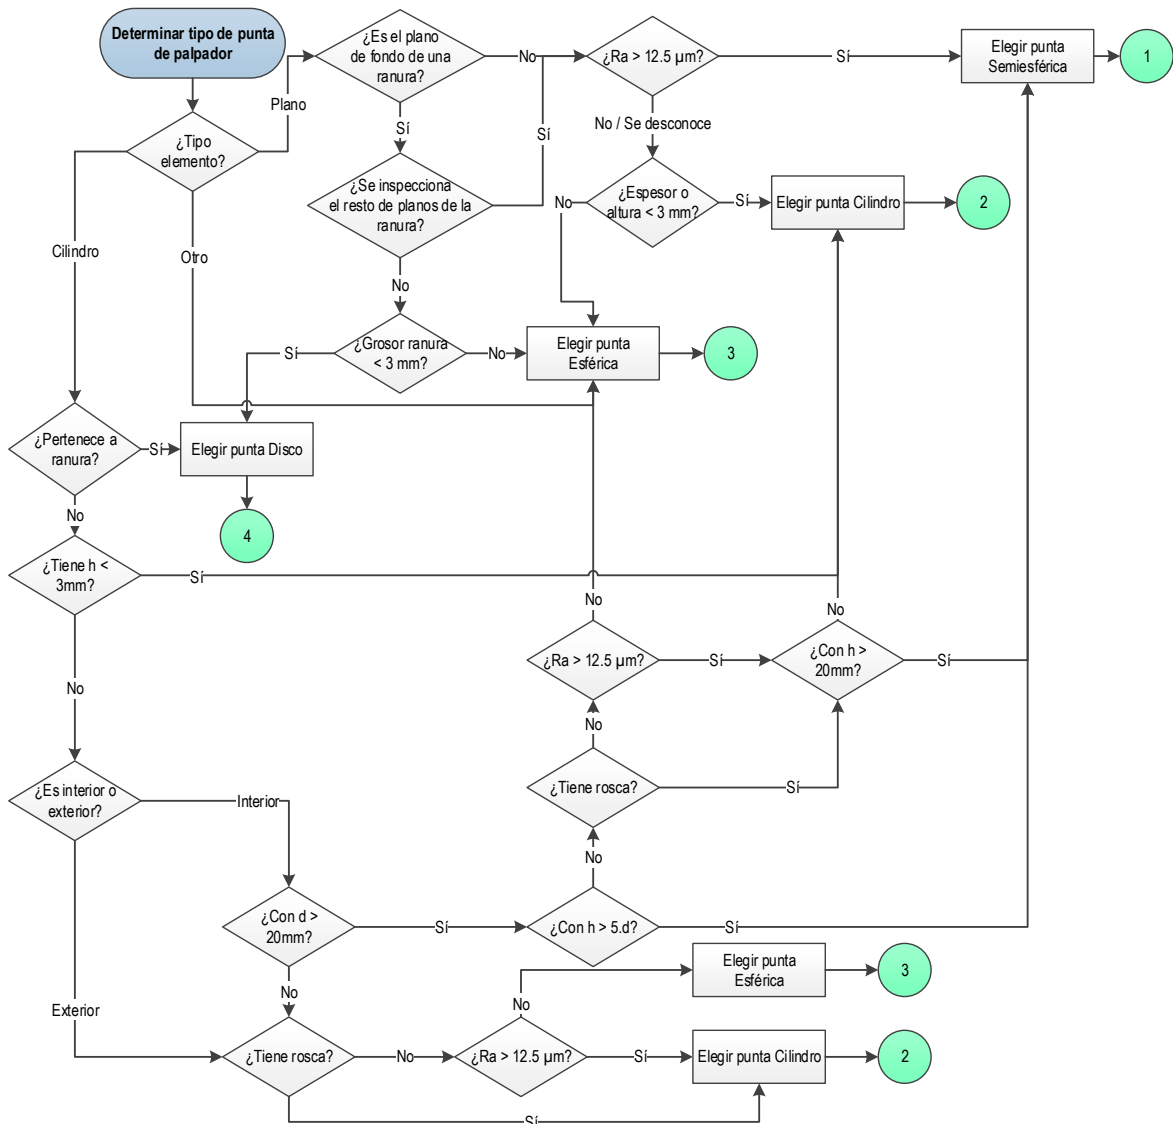 Determinar tipo de punta
de palpador
¿Es el plano
de fondo de una
ranura?
No
¿Ra > 12.5 µm?
Sí
Elegir punta
Semiesférica
1
Plano
Sí
Sí
No / Se desconoce
¿Tipo
elemento?
¿Se inspecciona
el resto de planos de la
ranura?
No
¿Espesor o
altura < 3 mm?
Sí
Elegir punta Cilindro
2
Cilindro
Otro
No
¿Grosor ranura
< 3 mm?
Sí
No
Elegir punta
Esférica
3
¿Pertenece a
ranura?
Sí
Elegir punta Disco
No
4
¿Tiene h <
3mm?
Sí
No
No
¿Ra > 12.5 µm?
Sí
¿Con h >
20mm?
Sí
No
No
¿Es interior o
exterior?
Interior
¿Tiene rosca?
Sí
No
¿Con d >
20mm?
Sí
¿Con h > 5.d?
Sí
Elegir punta
Esférica
3
No
No
Exterior
¿Tiene rosca?
No
¿Ra > 12.5 µm?
Sí
Elegir punta Cilindro
2
Sí